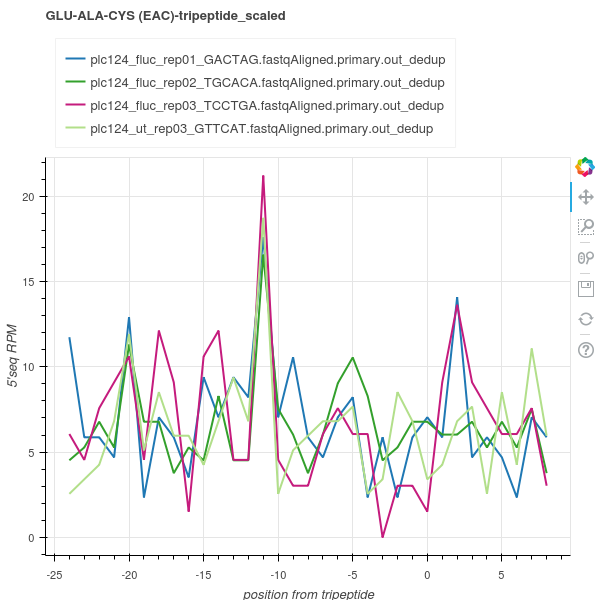 GLU-ALA-CYS (EAC)-tripeptide_scaled
plc124_fluc_rep01_GACTAG.fastqAligned.primary.out_dedup
plc124_fluc_rep02_TGCACA.fastqAligned.primary.out_dedup
plc124_fluc_rep03_TCCTGA.fastqAligned.primary.out_dedup
plc124_ut_rep03_GTTCAT.fastqAligned.primary.out_dedup
20
15
10
5
0
5'seq RPM
-25 -20 -15 -10 -5 0 5
position from tripeptide